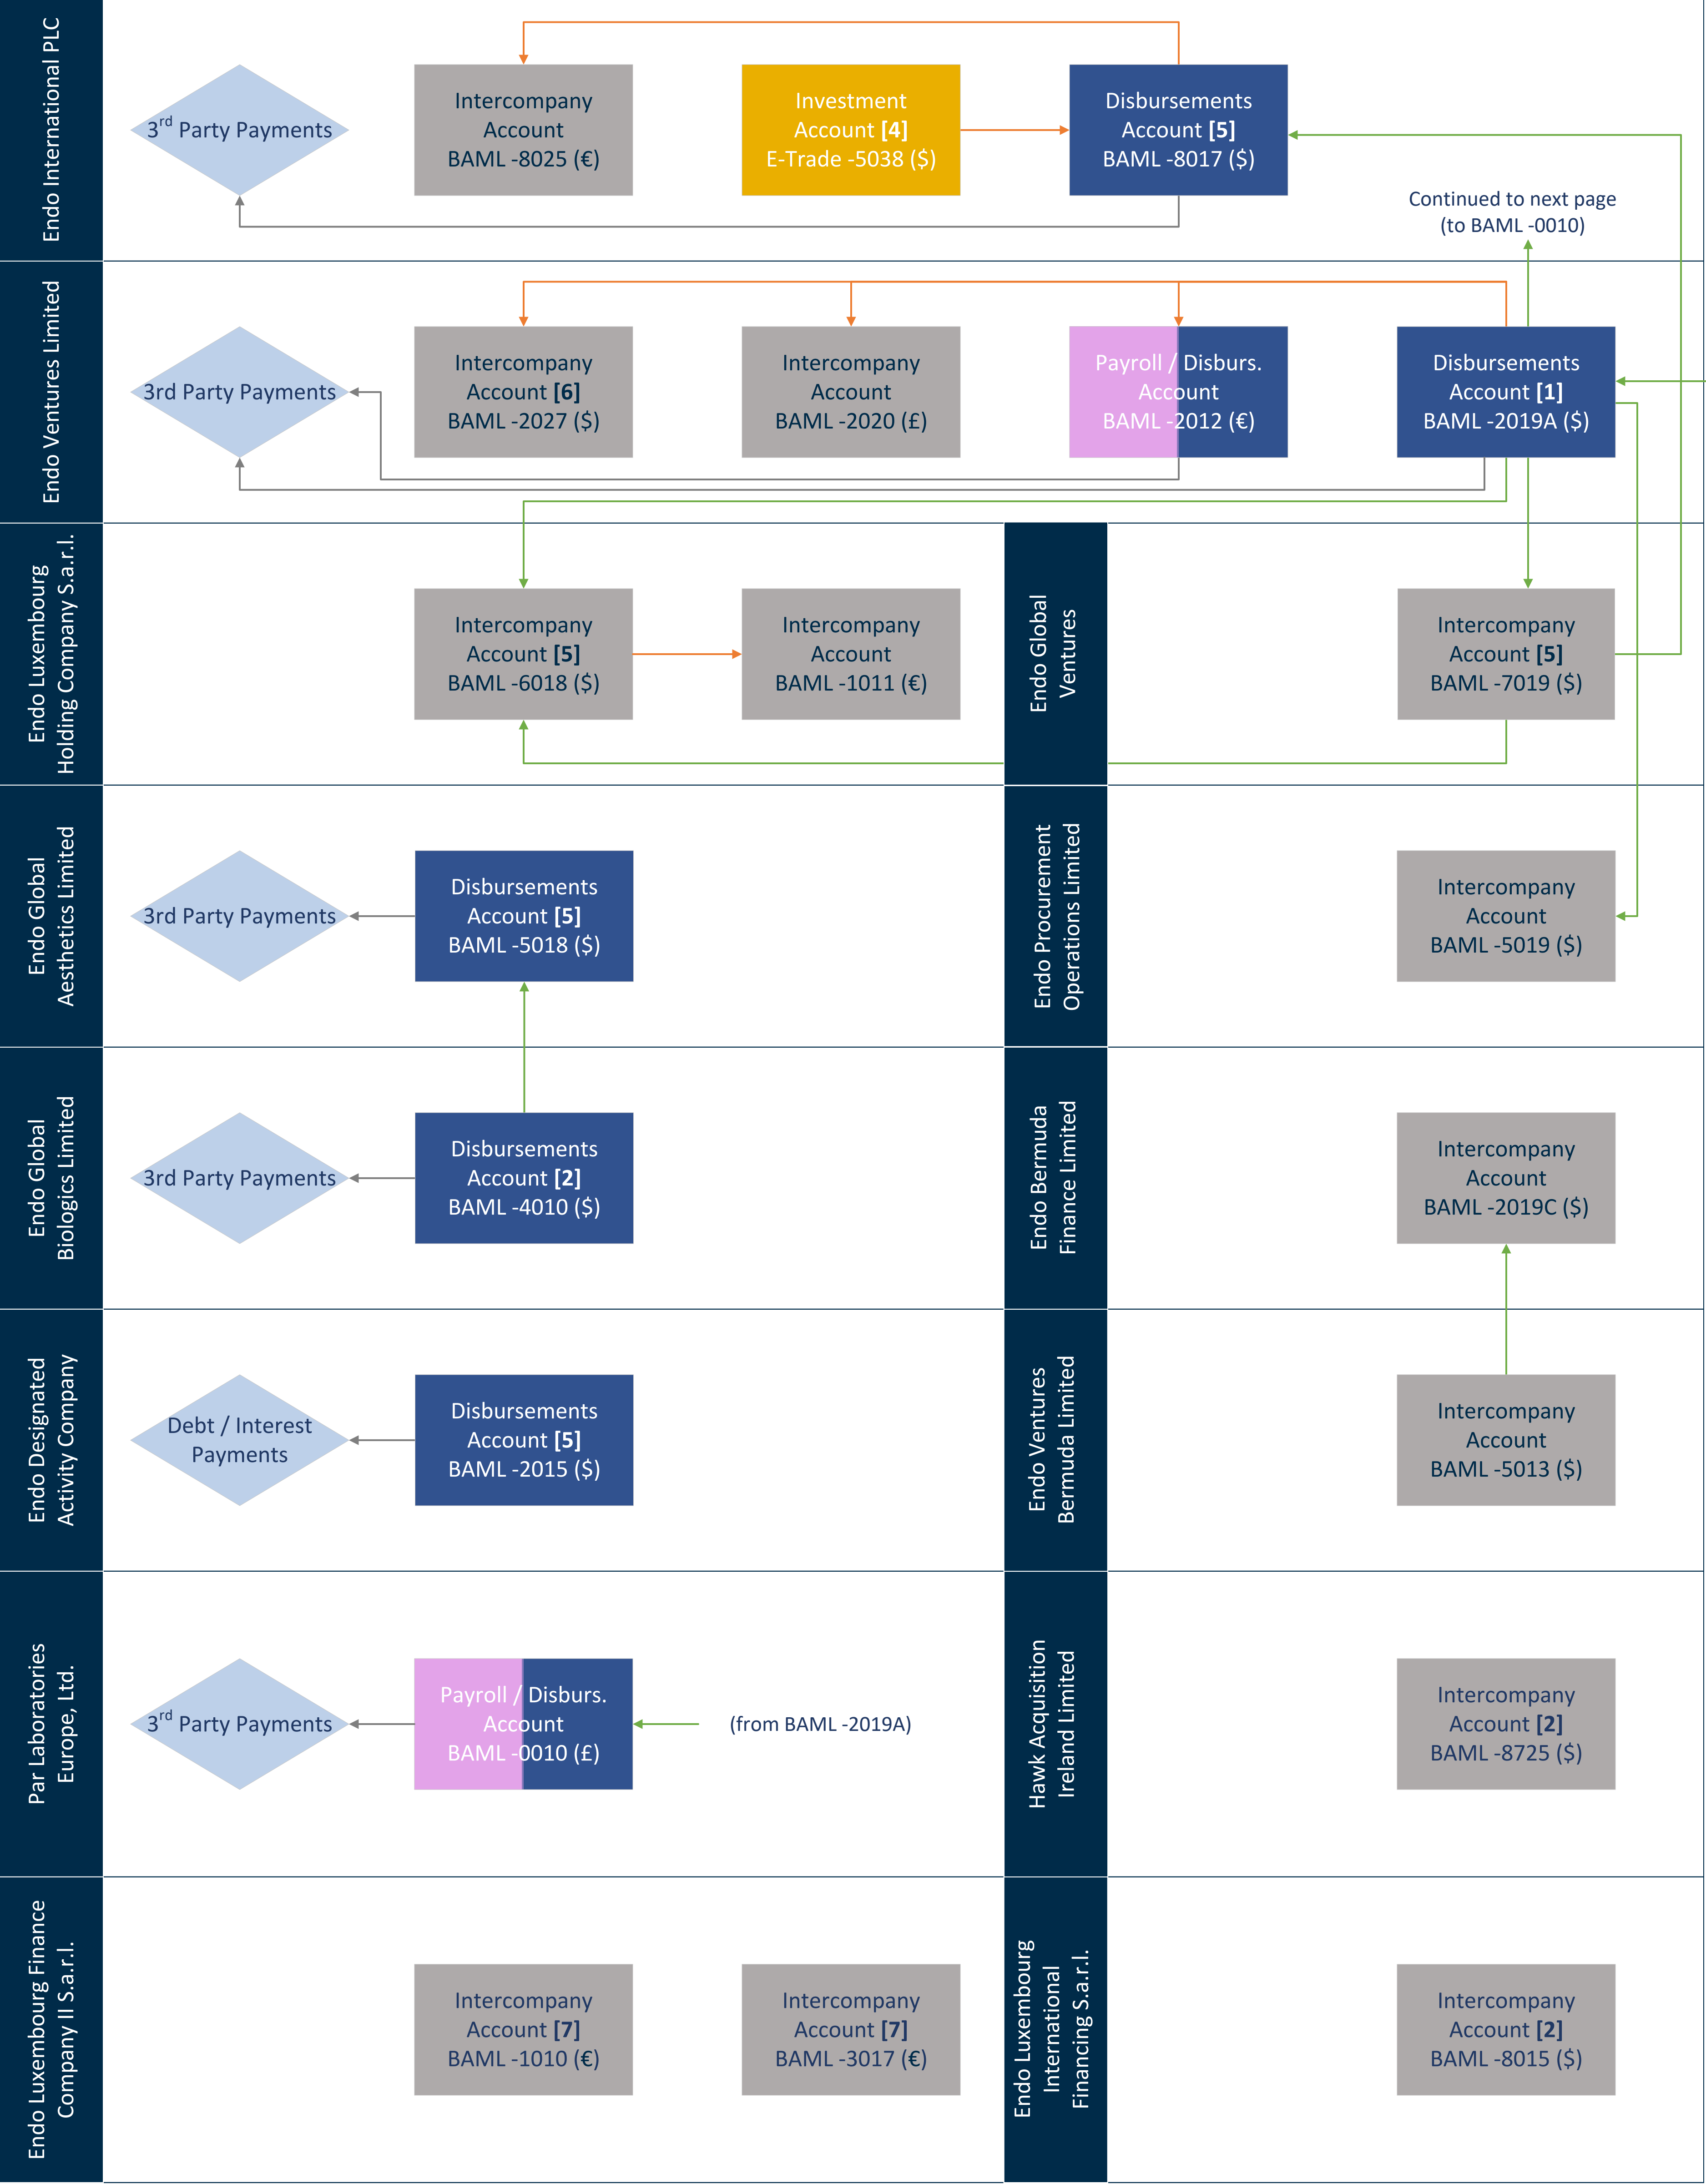 Endo International PLC
3rd Party Payments
Intercompany
Account
BAML -8025 (€)
Investment
Account [4]
E-Trade -5038 ($)
Disbursements
Account [5]
BAML -8017 ($)
Continued to next page
(to BAML -0010)
Endo Ventures Limited
3rd Party Payments
Intercompany
Account [6]
BAML -2027 ($)
Intercompany
Account
BAML -2020 (£)
Payroll / Disburs.
Account
BAML -2012 (€)
Disbursements
Account [1]
BAML -2019A ($)
Endo Luxembourg
Holding Company S.a.r.l.
Intercompany
Account [5]
BAML -6018 ($)
Intercompany
Account
BAML -1011 (€)
Endo Global
Ventures
Intercompany
Account [5]
BAML -7019 ($)
Endo Global
Aesthetics Limited
3rd Party Payments
Disbursements
Account [5]
BAML -5018 ($)
Endo Procurement
Operations Limited
Intercompany
Account
BAML -5019 ($)
Endo Global
Biologics Limited
3rd Party Payments
Disbursements
Account [2]
BAML -4010 ($)
Endo Bermuda
Finance Limited
Intercompany
Account
BAML -2019C ($)
Endo Designated
Activity Company
Debt / Interest
Payments
Disbursements
Account [5]
BAML -2015 ($)
Endo Ventures
Bermuda Limited
Intercompany
Account
BAML -5013 ($)
Par Laboratories
Europe, Ltd.
3rd Party Payments
Payroll / Disburs.
Account
BAML -0010 (£)
(from BAML -2019A)
Hawk Acquisition
Ireland Limited
Intercompany
Account [2]
BAML -8725 ($)
Endo Luxembourg Finance
Company II S.a.r.l.
Intercompany
Account [7]
BAML -1010 (€)
Intercompany
Account [7]
BAML -3017 (€)
Endo Luxembourg
International
Financing S.a.r.l.
Intercompany
Account [2]
BAML -8015 ($)